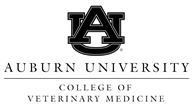 AU
AUBURN UNIVERSITY
COLLEGE OF
VETERINARY MEDICINE